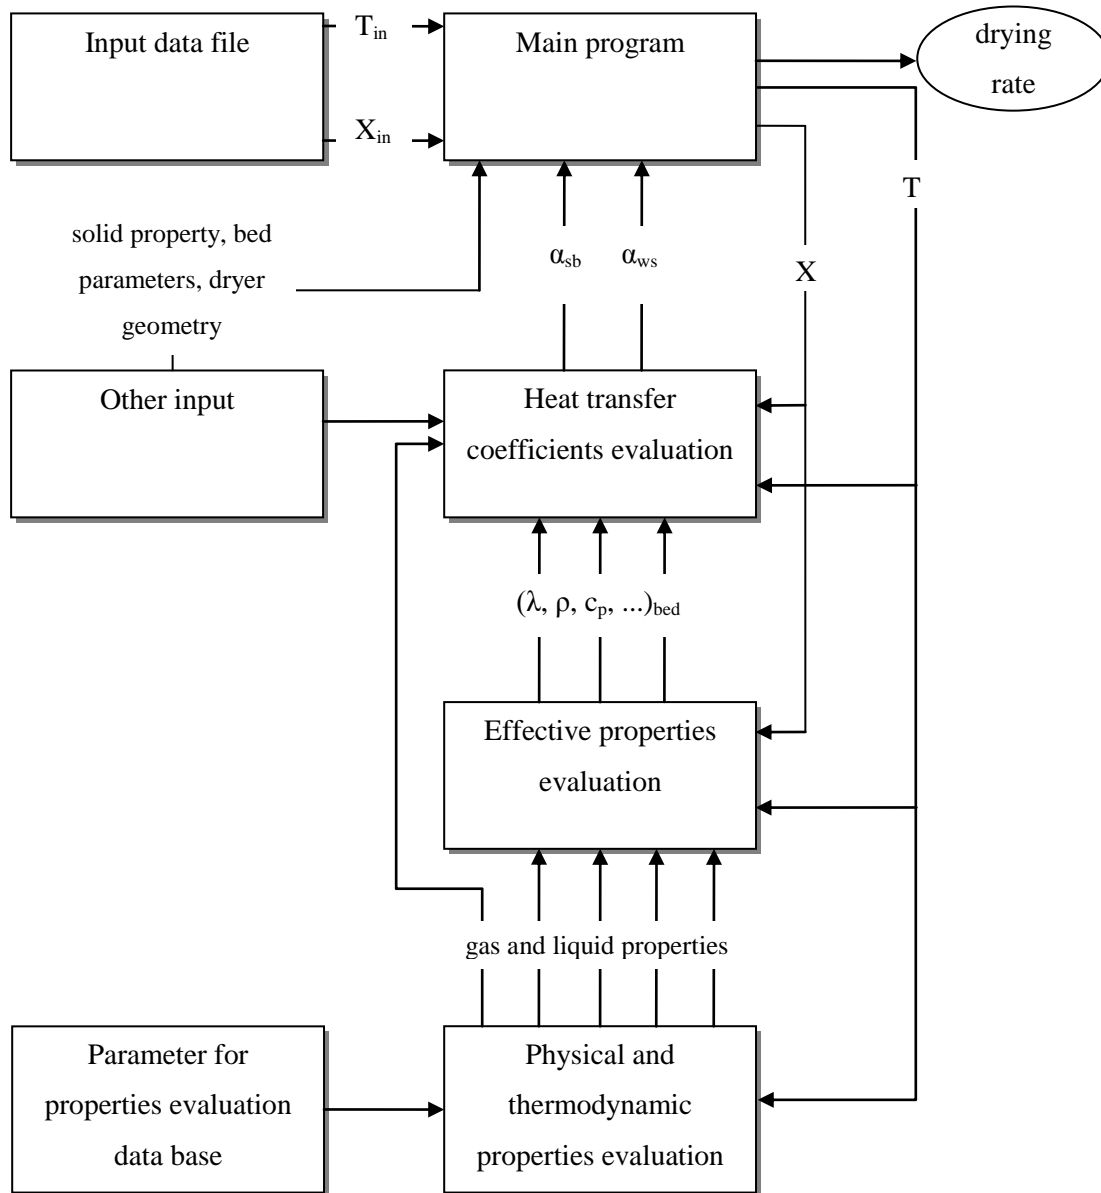 Input data file
T_in
Main program
drying
rate
X_in
T
solid property, bed
parameters, dryer
geometry
α_sb
α_ws
X
Other input
Heat transfer
coefficients evaluation
(λ, ρ, c_p, ...)_bed
Effective properties
evaluation
gas and liquid properties
Parameter for
properties evaluation
data base
Physical and
thermodynamic
properties evaluation